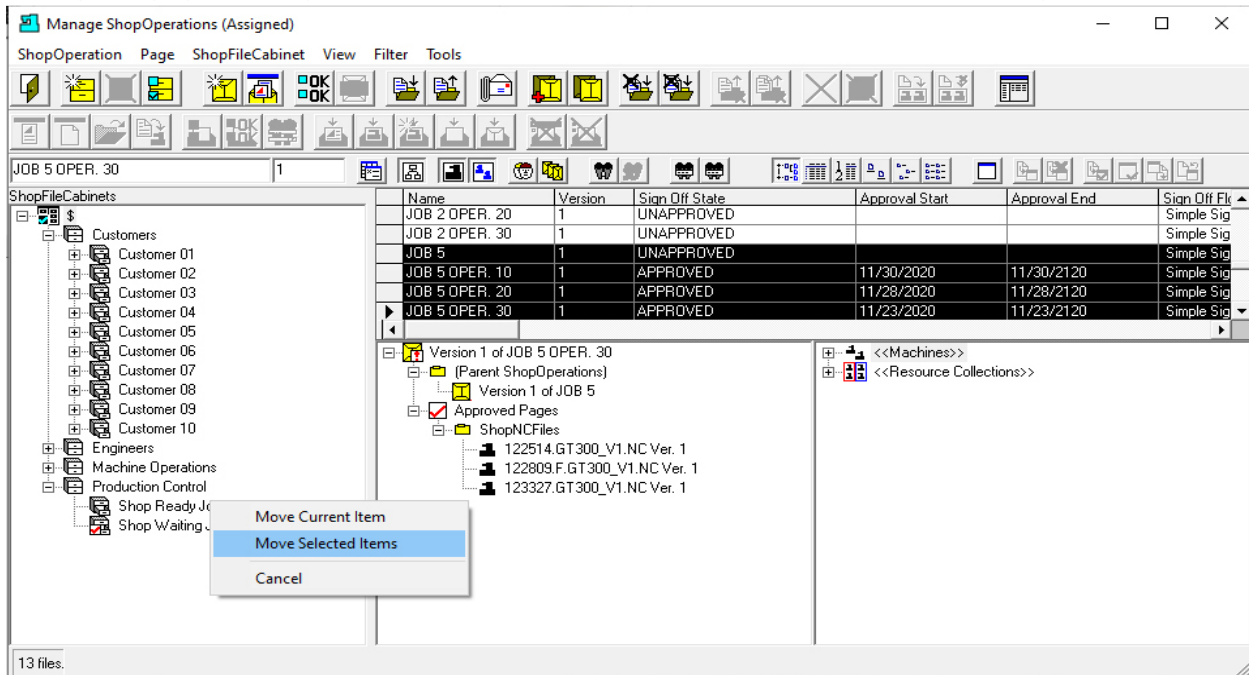 Manage ShopOperations (Assigned)
ShopOperation Page ShopFileCabinet View Filter Tools
OK
OK
JOB 5 OPER. 30 1
ShopFileCabinets
$
Customers
Customer 01
Customer 02
Customer 03
Customer 04
Customer 05
Customer 06
Customer 07
Customer 08
Customer 09
Customer 10
Engineers
Machine Operations
Production Control
Shop Ready Jo
Shop Waiting J
Move Current Item
Move Selected Items
Cancel
Name Version Sign Off State Approval Start Approval End Sign Off Flo
JOB 2 OPER. 20 1 UNAPPROVED Simple Sig
JOB 2 OPER. 30 1 UNAPPROVED Simple Sig
JOB 5 1 UNAPPROVED Simple Sig
JOB 5 OPER. 10 1 APPROVED 11/30/2020 11/30/2120 Simple Sig
JOB 5 OPER. 20 1 APPROVED 11/28/2020 11/28/2120 Simple Sig
JOB 5 OPER. 30 1 APPROVED 11/23/2020 11/23/2120 Simple Sig
Version 1 of JOB 5 OPER. 30
(Parent ShopOperations)
Version 1 of JOB 5
Approved Pages
ShopNCFiles
122514.GT300_V1.NC Ver. 1
122809.F.GT300_V1.NC Ver. 1
123327.GT300_V1.NC Ver. 1
<<Machines>>
<<Resource Collections>>
13 files.